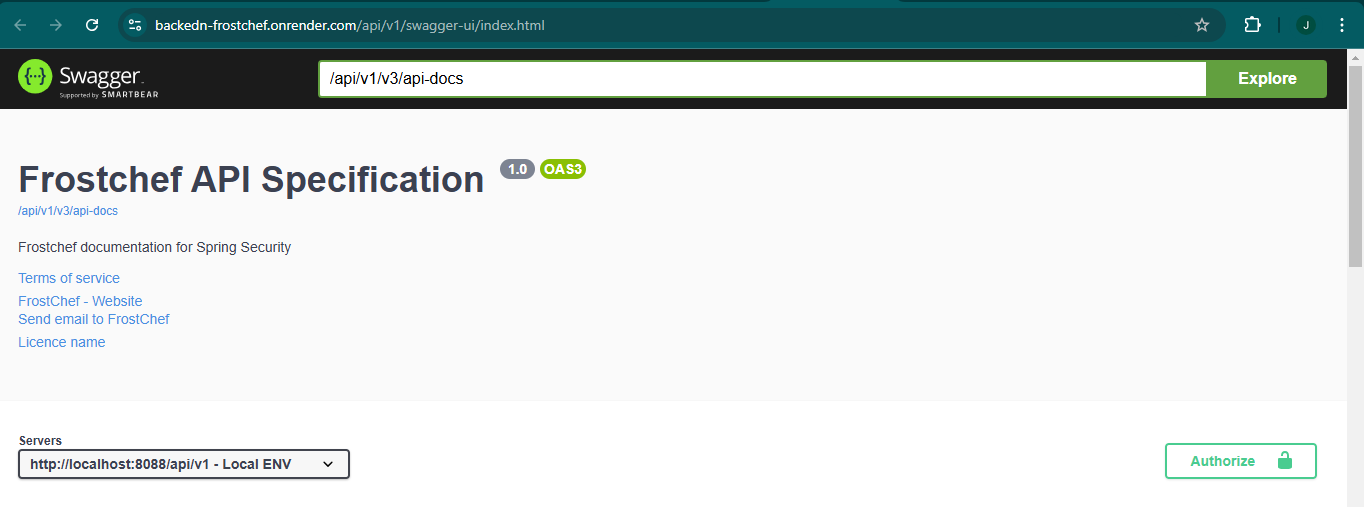 backedn-frostchef.onrender.com/api/v1/swagger-ui/index.html
J
{··}
Swagger
Supported by SMARTBEAR
/api/v1/v3/api-docs
Explore
Frostchef API Specification 1.0 OAS3
/api/v1/v3/api-docs
Frostchef documentation for Spring Security
Terms of service
FrostChef - Website
Send email to FrostChef
Licence name
Servers
http://localhost:8088/api/v1 - Local ENV
Authorize